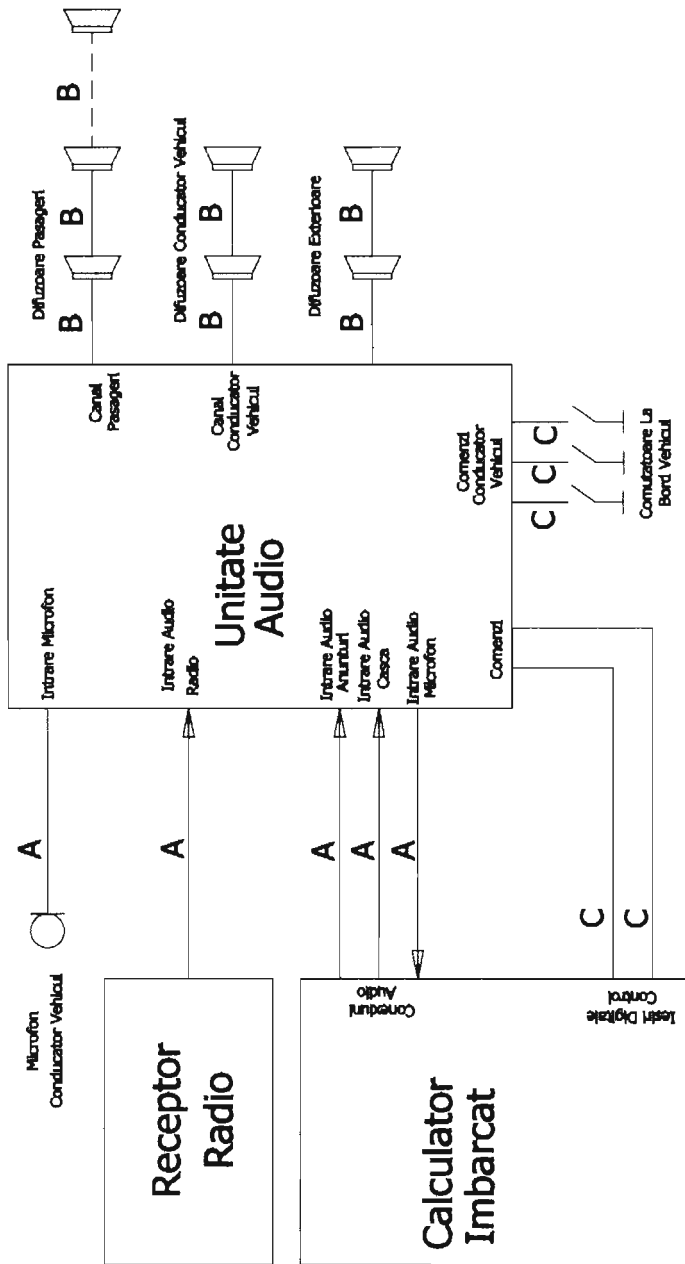 Microfon
Conducator Vehicul
A
Intrare Microfon
Receptor
Radio
A
Intrare Audio
Radio
Calculator
Imbarcat
Conexiuni
Audio
Iesiri Digitale
Control
A
A
A
C
C
Intrare Audio
Anunturi
Intrare Audio
Casca
Intrare Audio
Microfon
Comenzi
Unitate
Audio
Canal
Pasageri
Canal
Conducator
Vehicul
Comenzi
Conducator
Vehicul
C
C
C
Comutatoare La
Bord Vehicul
Difuzoare Pasageri
B
B
B
Difuzoare Conducator Vehicul
B
B
Difuzoare Exterioare
B
B